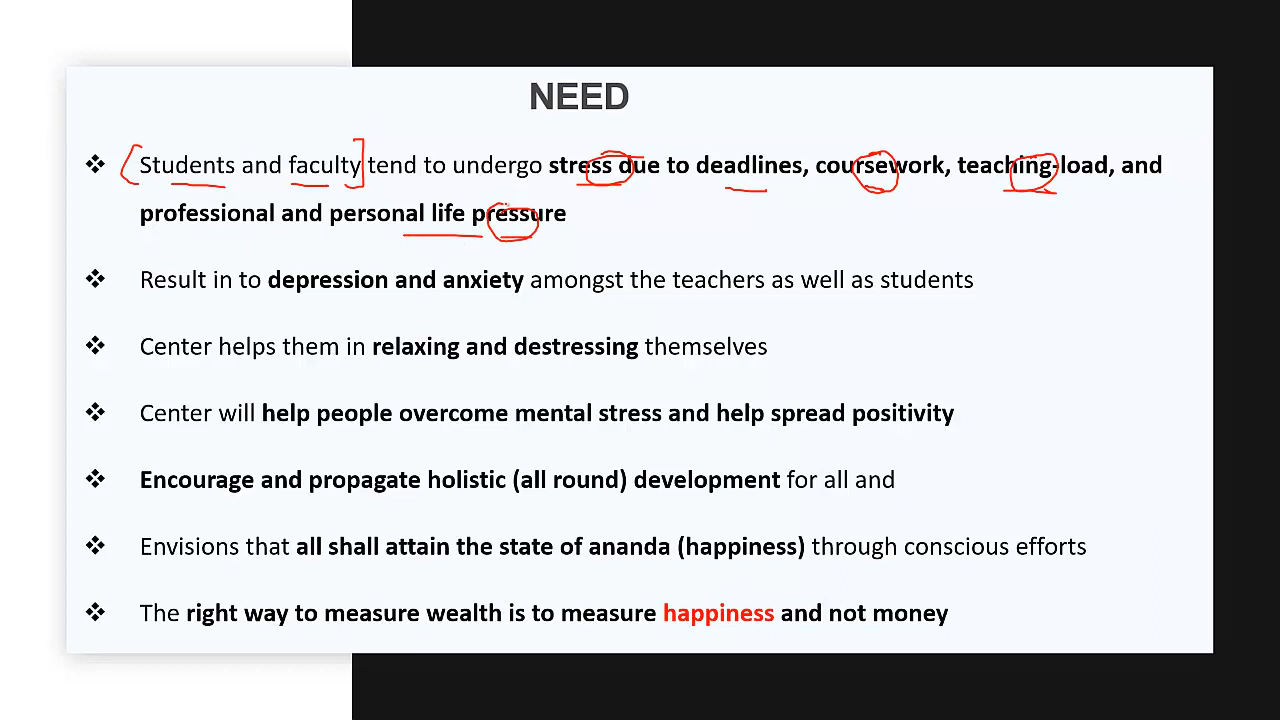 NEED
❖ Students and faculty tend to undergo stress due to deadlines, coursework, teaching-load, and
professional and personal life pressure
❖ Result in to depression and anxiety amongst the teachers as well as students
❖ Center helps them in relaxing and destressing themselves
❖ Center will help people overcome mental stress and help spread positivity
❖ Encourage and propagate holistic (all round) development for all and
❖ Envisions that all shall attain the state of ananda (happiness) through conscious efforts
❖ The right way to measure wealth is to measure happiness and not money